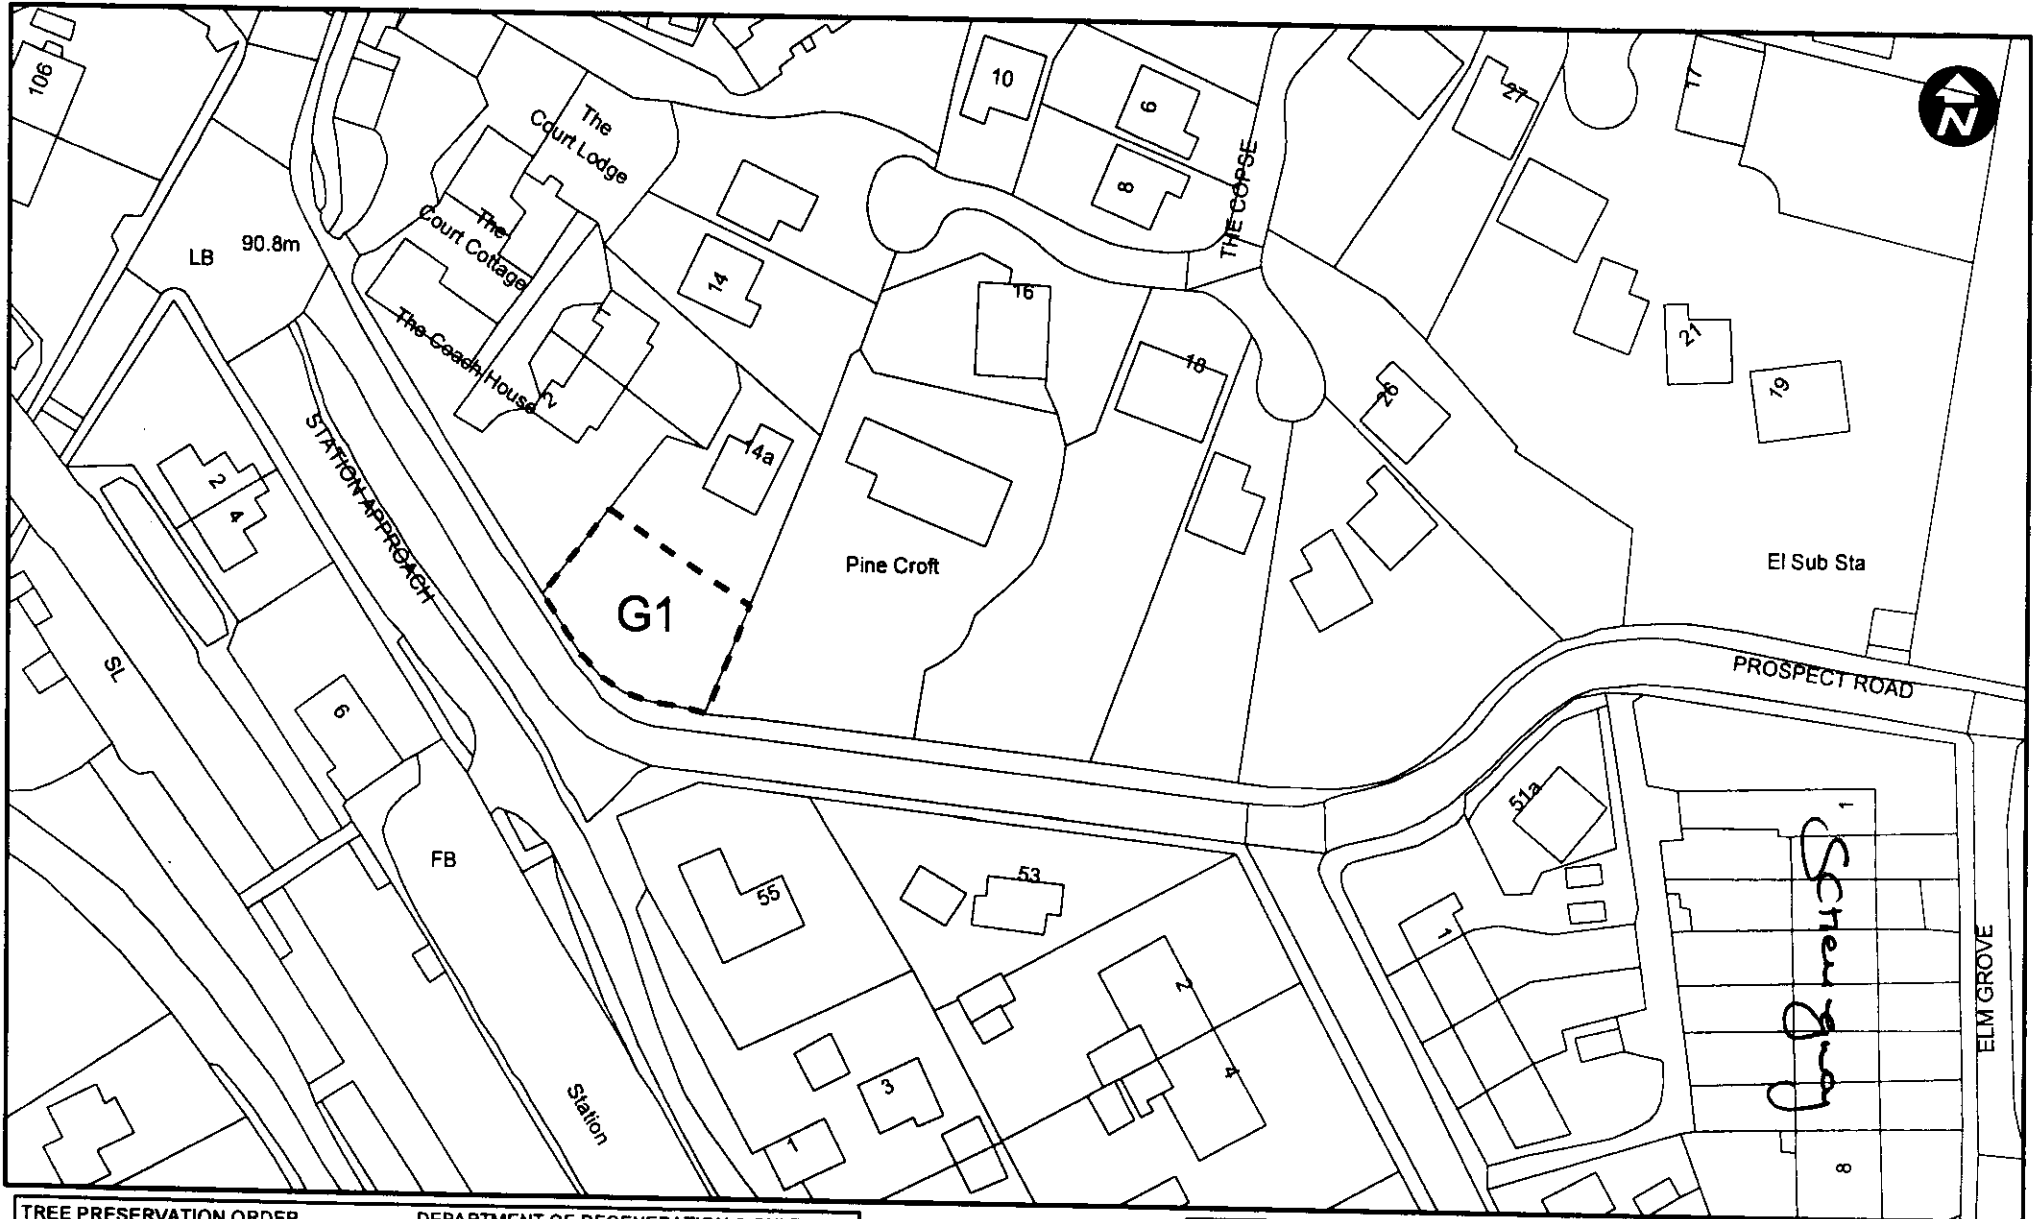 106
10
6
8
27
17
N
The
Court Lodge
The
Court Cottage
THE COPSE
LB
90.8m
14
16
The Coach House
1
2
18
26
21
19
STATION APPROACH
14a
2
4
Pine Croft
El Sub Sta
G1
SL
6
PROSPECT ROAD
51a
1
FB
55
53
1
2
4
ELM GROVE
Station
3
1
8
TREE PRESERVATION ORDER